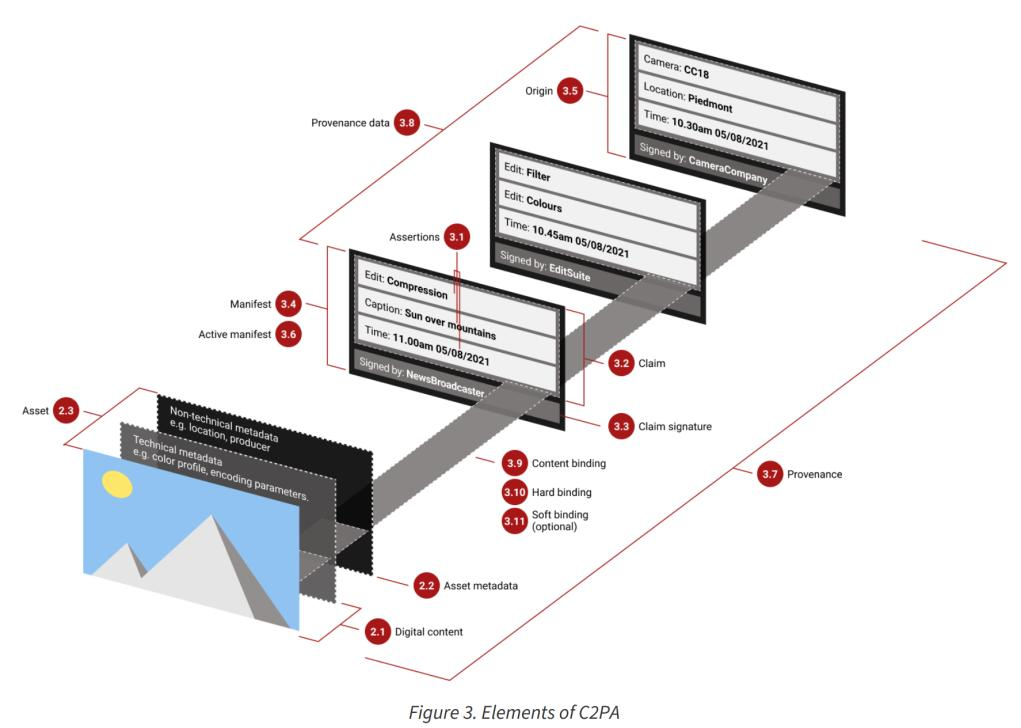 Camera: CC18
Location: Piedmont
Time: 10.30am 05/08/2021
Signed by: CameraCompany
Origin 3.5
Provenance data 3.8
Edit: Filter
Edit: Colours
Time: 10.45am 05/08/2021
Signed by: EditSuite
Assertions 3.1
Edit: Compression
Caption: Sun over mountains
Time: 11.00am 05/08/2021
Signed by: NewsBroadcaster
Manifest 3.4
Active manifest 3.6
3.2 Claim
3.3 Claim signature
Asset 2.3
Non-technical metadata
e.g. location, producer
Technical metadata
e.g. color profile, encoding parameters.
3.9 Content binding
3.10 Hard binding
3.11 Soft binding
(optional)
3.7 Provenance
2.2 Asset metadata
2.1 Digital content
Figure 3. Elements of C2PA